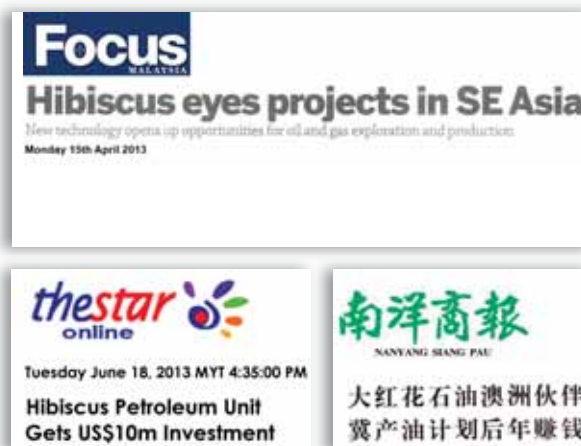 Focus
MALAYSIA
Hibiscus eyes projects in SE Asia
New technology opens up opportunities for oil and gas exploration and production
Monday 15th April 2013
thestar
online
Tuesday June 18, 2013 MYT 4:35:00 PM
Hibiscus Petroleum Unit
Gets US$10m Investment
南洋商報
NANYANG SIANG PAU
大红花石油澳洲伙伴
冀产油计划后年赚钱